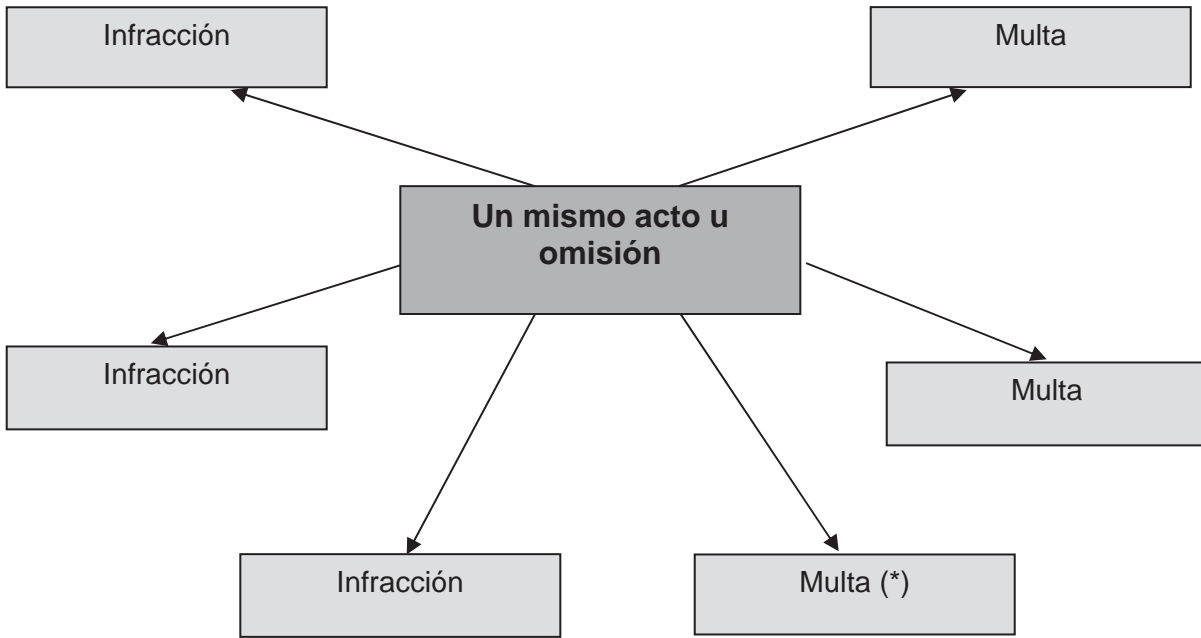 Infracción
Multa
Un mismo acto u
omisión
Infracción
Multa
Infracción
Multa (*)